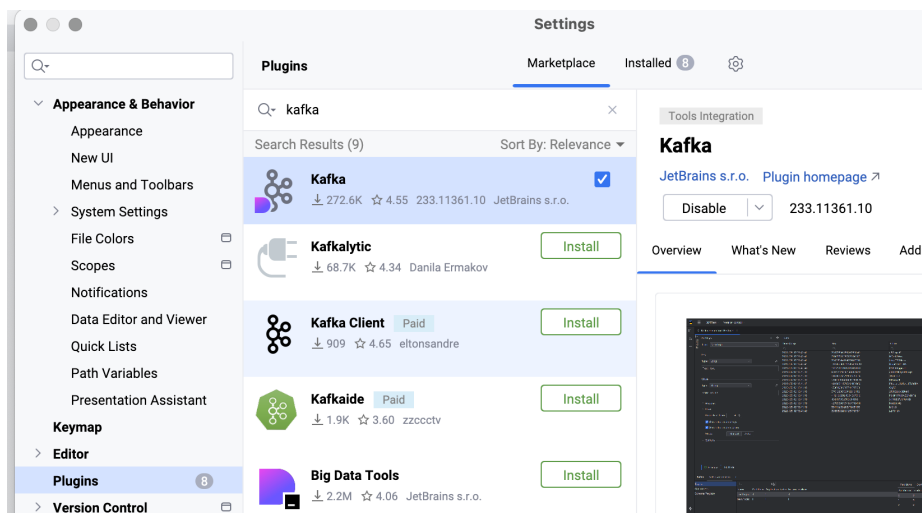 Settings
Appearance & Behavior
Appearance
New UI
Menus and Toolbars
System Settings
File Colors
Scopes
Notifications
Data Editor and Viewer
Quick Lists
Path Variables
Presentation Assistant
Keymap
Editor
Plugins 8
Version Control
Plugins
Marketplace
Installed 8
kafka
Search Results (9) Sort By: Relevance
Kafka
272.6K 4.55 233.11361.10 JetBrains s.r.o.
Kafkalytic Install
68.7K 4.34 Danila Ermakov
Kafka Client Paid Install
909 4.65 eltonsandre
Kafkaide Paid Install
1.9K 3.60 zzccctv
Big Data Tools Install
2.2M 4.06 JetBrains s.r.o.
Tools Integration
Kafka
JetBrains s.r.o. Plugin homepage ↗
Disable 233.11361.10
Overview What's New Reviews Add